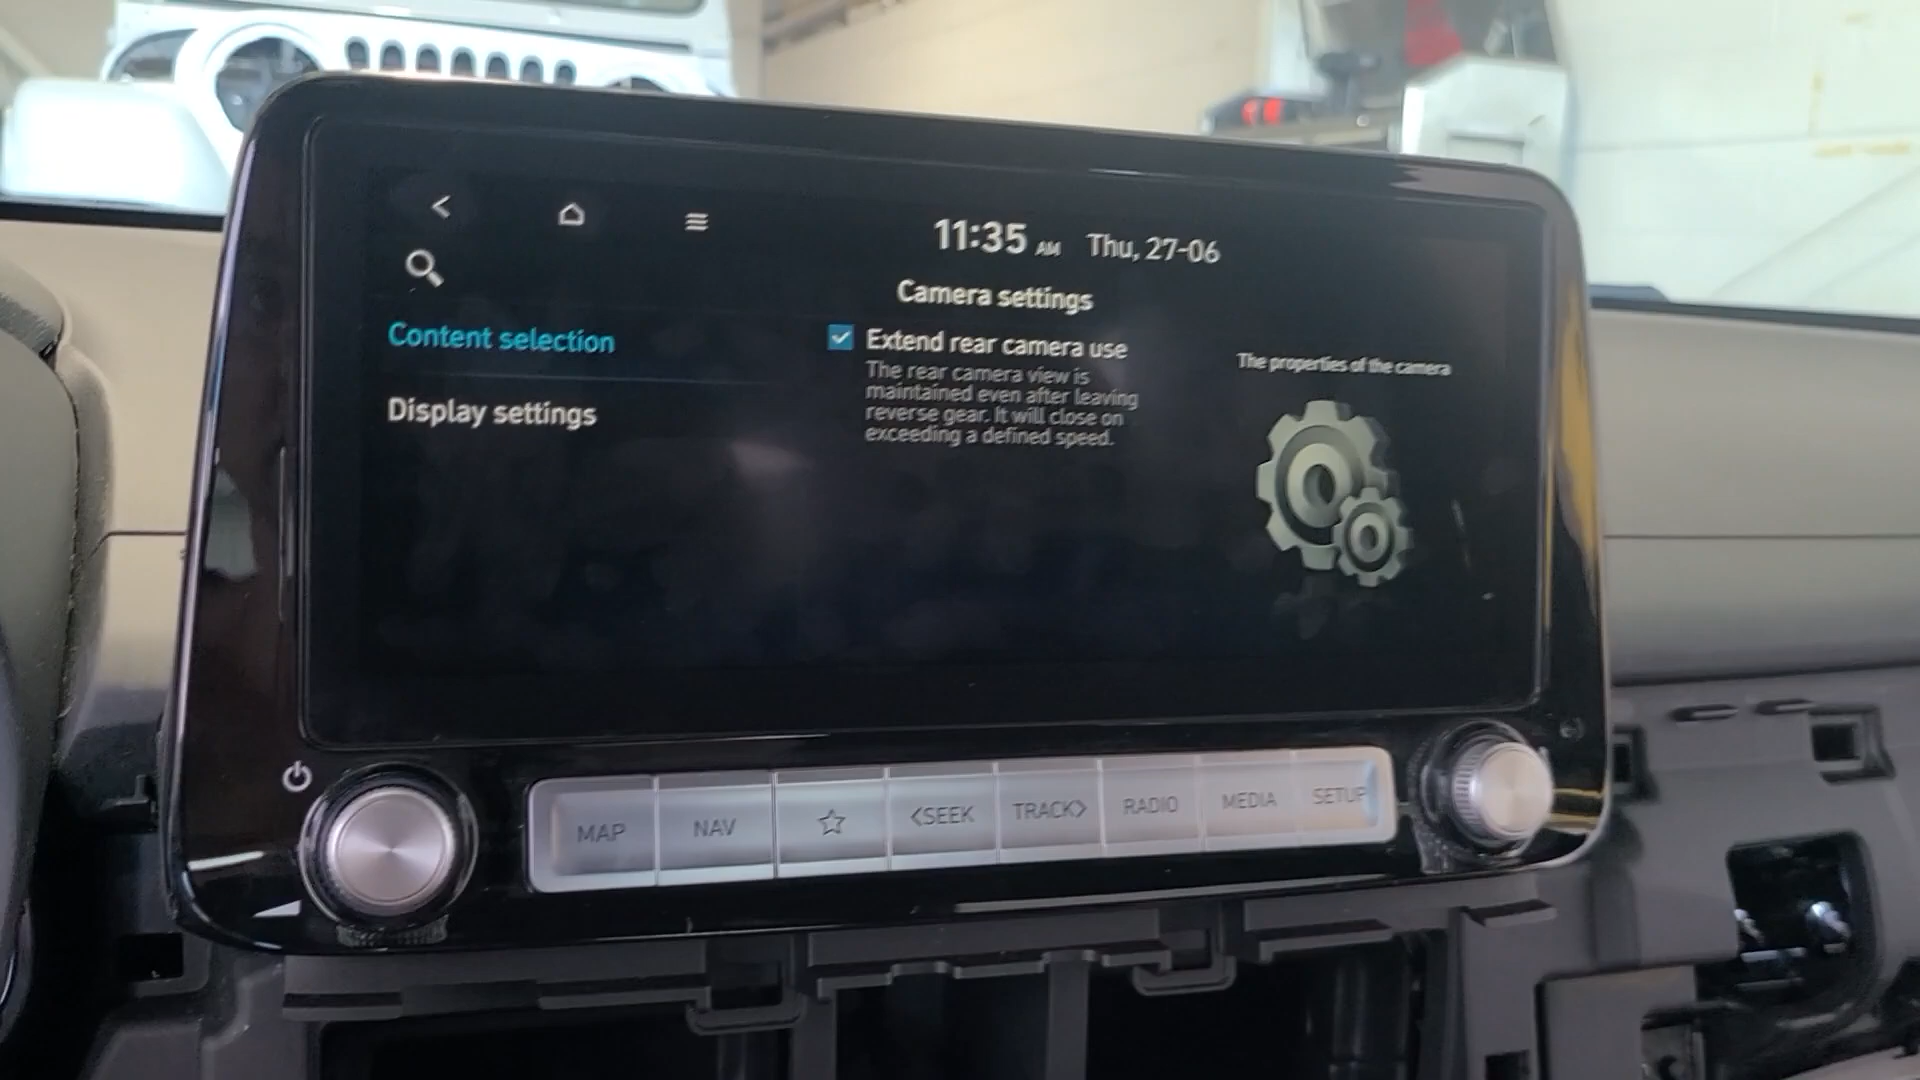 11:35 AM Thu, 27-06
Camera settings
Content selection
Display settings
Extend rear camera use
The rear camera view is
maintained even after leaving
reverse gear. It will close on
exceeding a defined speed.
The properties of the camera
MAP NAV <SEEK TRACK> RADIO MEDIA SETUP